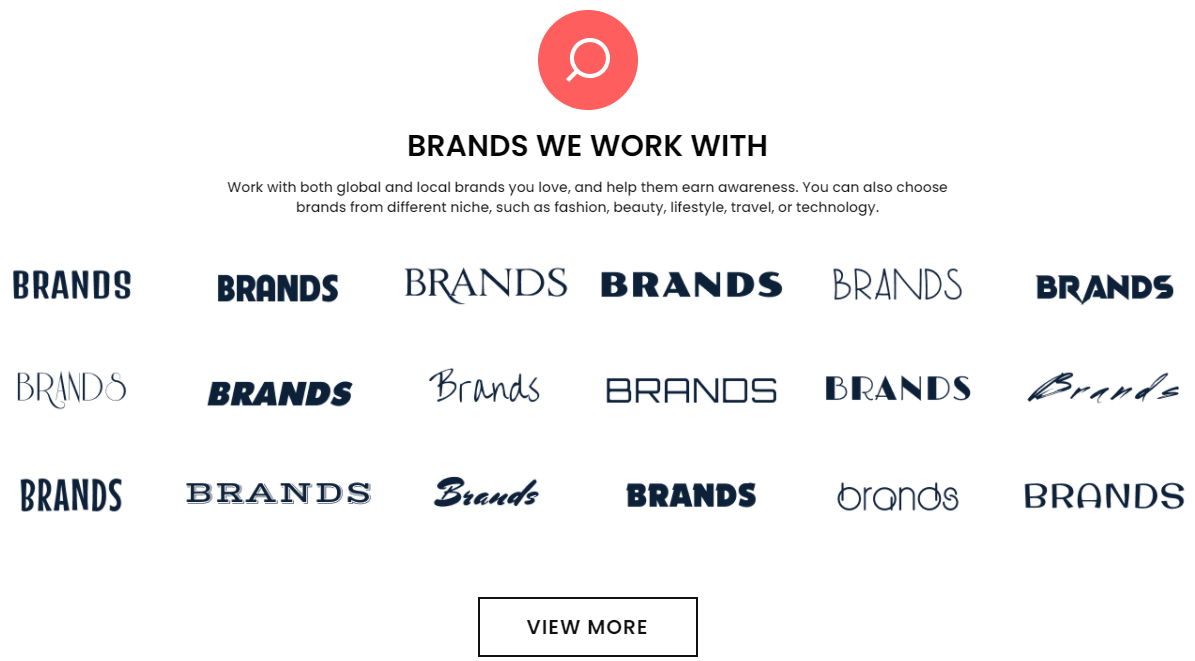 BRANDS WE WORK WITH
Work with both global and local brands you love, and help them earn awareness. You can also choose
brands from different niche, such as fashion, beauty, lifestyle, travel, or technology.
BRANDS BRANDS BRANDS BRANDS BRANDS BRANDS
BRANDS BRANDS Brands BRANDS BRANDS Brands
BRANDS BRANDS Brands BRANDS brands BRANDS
VIEW MORE